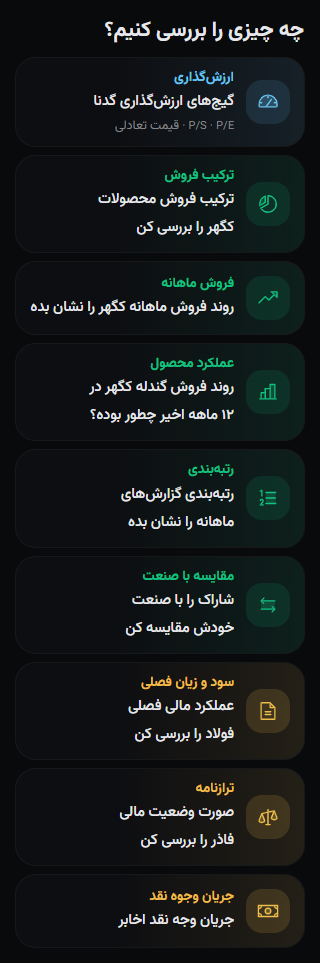 چه چیزی را بررسی کنیم؟
ارزش‌گذاری
گیج‌های ارزش‌گذاری گدنا
P/E · P/S · قیمت تعادلی
ترکیب فروش
ترکیب فروش محصولات
کگهر را بررسی کن
فروش ماهانه
روند فروش ماهانه کگهر را نشان بده
عملکرد محصول
روند فروش گندله کگهر در
۱۲ ماهه اخیر چطور بوده؟
رتبه‌بندی
رتبه‌بندی گزارش‌های
ماهانه را نشان بده
مقایسه با صنعت
شاراک را با صنعت
خودش مقایسه کن
سود و زیان فصلی
عملکرد مالی فصلی
فولاد را بررسی کن
ترازنامه
صورت وضعیت مالی
فاذر را بررسی کن
جریان وجوه نقد
جریان وجه نقد اخابر